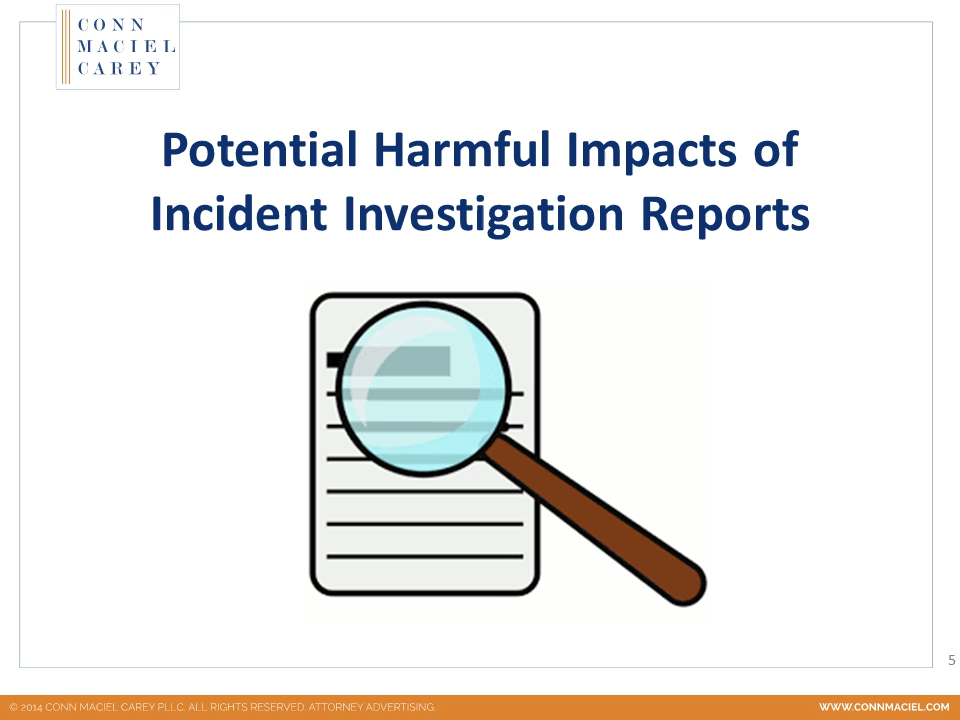 CONN
MACIEL
CAREY
Potential Harmful Impacts of
Incident Investigation Reports
5
© 2014 CONN MACIEL CAREY PLLC. ALL RIGHTS RESERVED. ATTORNEY ADVERTISING.
WWW.CONNMACIEL.COM